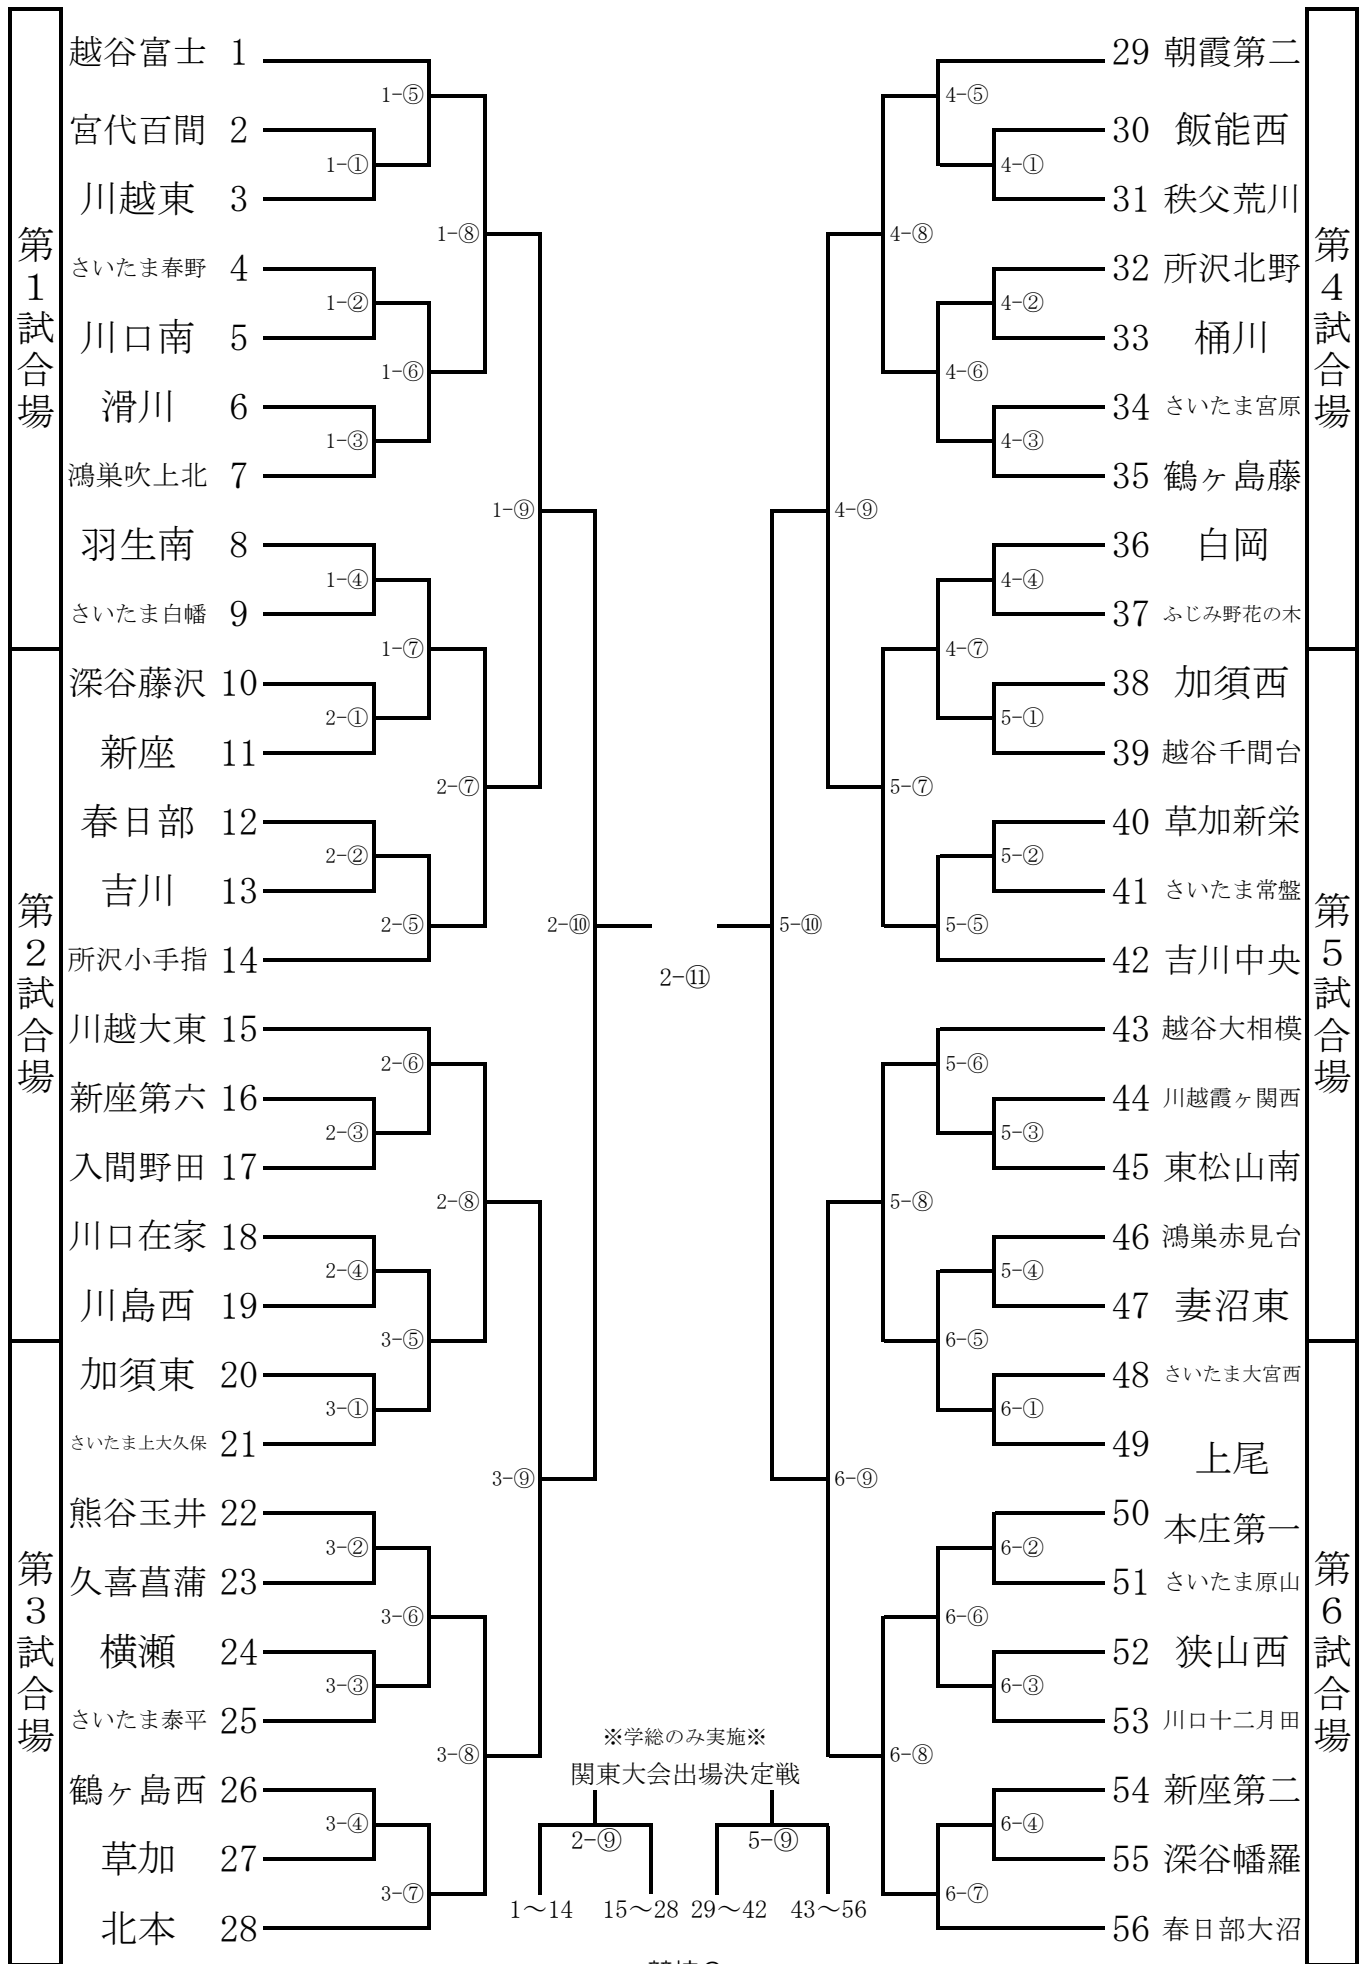 第1試合場
越谷富士 1
宮代百間 2
川越東 3
さいたま春野 4
川口南 5
滑川 6
鴻巣吹上北 7
羽生南 8
さいたま白幡 9
第2試合場
深谷藤沢 10
新座 11
春日部 12
吉川 13
所沢小手指 14
川越大東 15
新座第六 16
入間野田 17
川口在家 18
川島西 19
第3試合場
加須東 20
さいたま上大久保 21
熊谷玉井 22
久喜菖蒲 23
横瀬 24
さいたま泰平 25
鶴ヶ島西 26
草加 27
北本 28
1-⑤
1-①
1-⑧
1-②
1-⑥
1-③
1-⑨
1-④
1-⑦
2-①
2-⑦
2-②
2-⑤
2-⑩
2-⑥
2-③
2-⑧
2-④
3-⑤
3-①
3-⑨
3-②
3-⑥
3-③
3-⑧
3-④
3-⑦
2-⑪
※学総のみ実施※
関東大会出場決定戦
2-⑨ 5-⑨
1～14 15～28 29～42 43～56
4-⑤
4-①
4-⑧
4-②
4-⑥
4-③
4-⑨
4-④
4-⑦
5-①
5-⑦
5-②
5-⑤
5-⑩
5-⑥
5-③
5-⑧
5-④
6-⑤
6-①
6-⑨
6-②
6-⑥
6-③
6-⑧
6-④
6-⑦
第4試合場
29 朝霞第二
30 飯能西
31 秩父荒川
32 所沢北野
33 桶川
34 さいたま宮原
35 鶴ヶ島藤
36 白岡
37 ふじみ野花の木
第5試合場
38 加須西
39 越谷千間台
40 草加新栄
41 さいたま常盤
42 吉川中央
43 越谷大相模
44 川越霞ヶ関西
45 東松山南
46 鴻巣赤見台
47 妻沼東
第6試合場
48 さいたま大宮西
49 上尾
50 本庄第一
51 さいたま原山
52 狭山西
53 川口十二月田
54 新座第二
55 深谷幡羅
56 春日部大沼